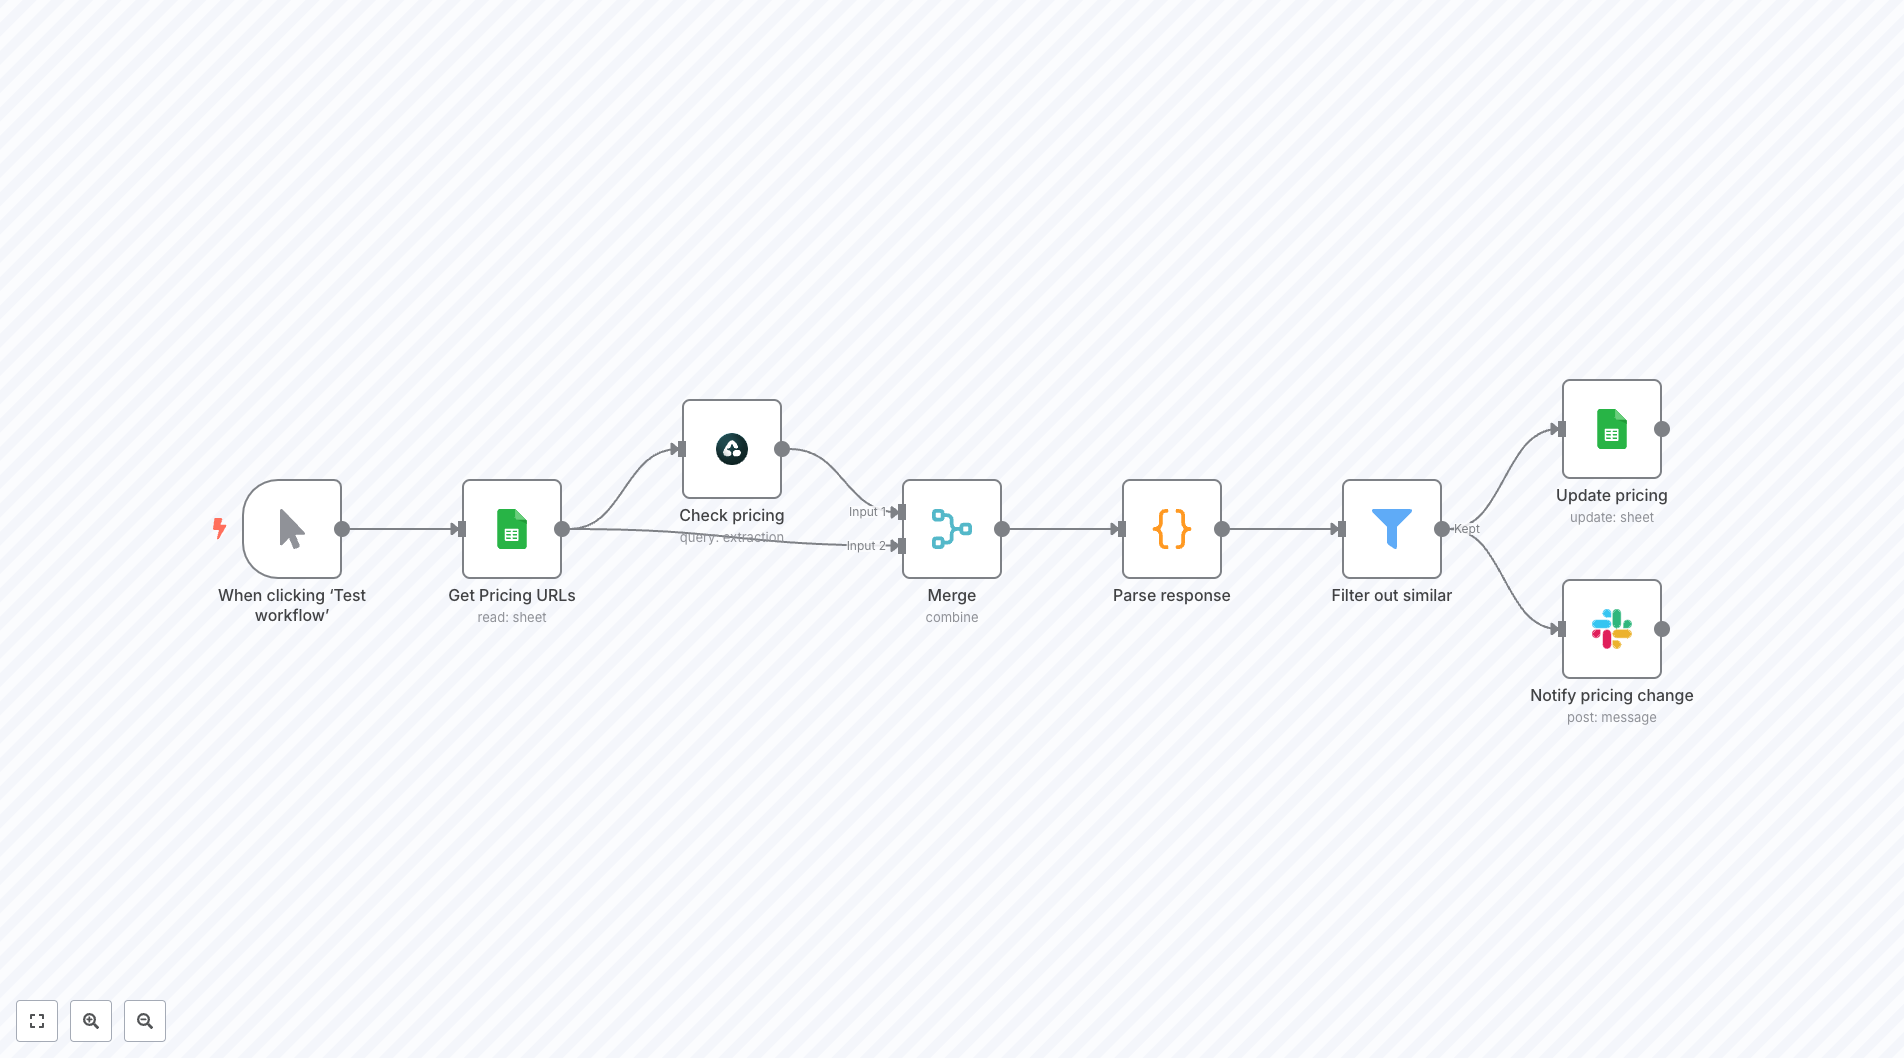 When clicking ‘Test
workflow’
Get Pricing URLs
read: sheet
Check pricing
query: extraction
Input 1
Input 2
Merge
combine
Parse response
Filter out similar
Kept
Update pricing
update: sheet
Notify pricing change
post: message